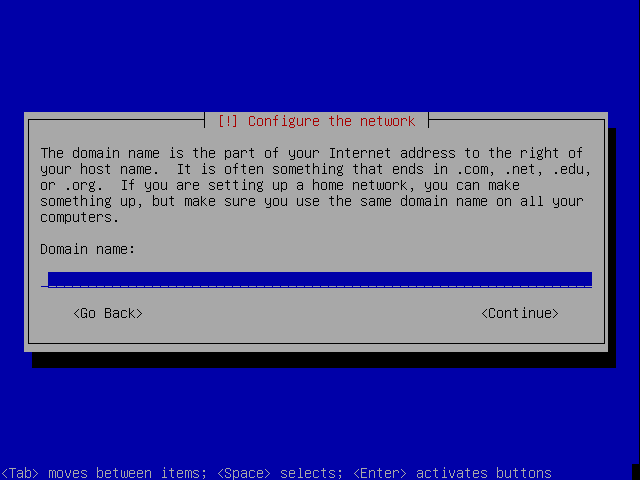 [!] Configure the network
The domain name is the part of your Internet address to the right of
your host name.  It is often something that ends in .com, .net, .edu,
or .org.  If you are setting up a home network, you can make
something up, but make sure you use the same domain name on all your
computers.
Domain name:
<Go Back> <Continue>
<Tab> moves between items; <Space> selects; <Enter> activates buttons